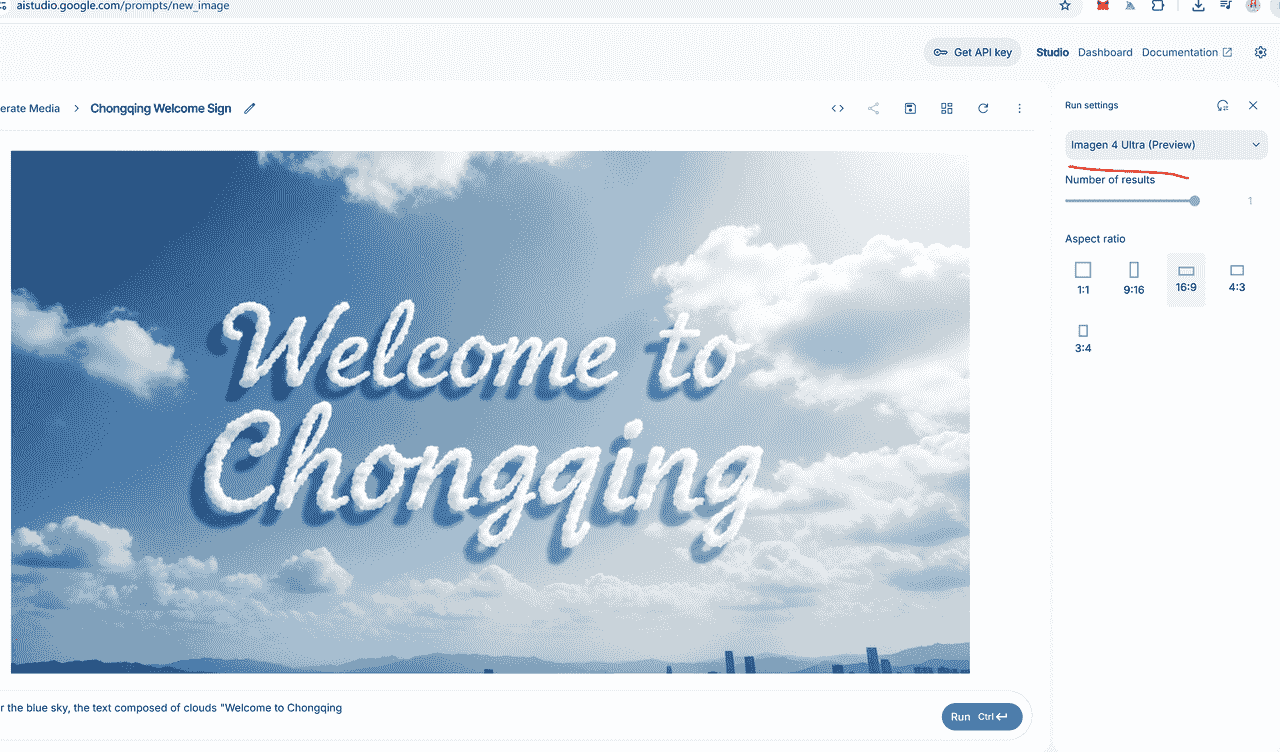 aistudio.google.com/prompts/new_image
Get API key
Studio
Dashboard
Documentation
erate Media > Chongqing Welcome Sign
Welcome to
Chongqing
r the blue sky, the text composed of clouds "Welcome to Chongqing
Run Ctrl
Run settings
Imagen 4 Ultra (Preview)
Number of results
1
Aspect ratio
1:1
9:16
16:9
4:3
3:4